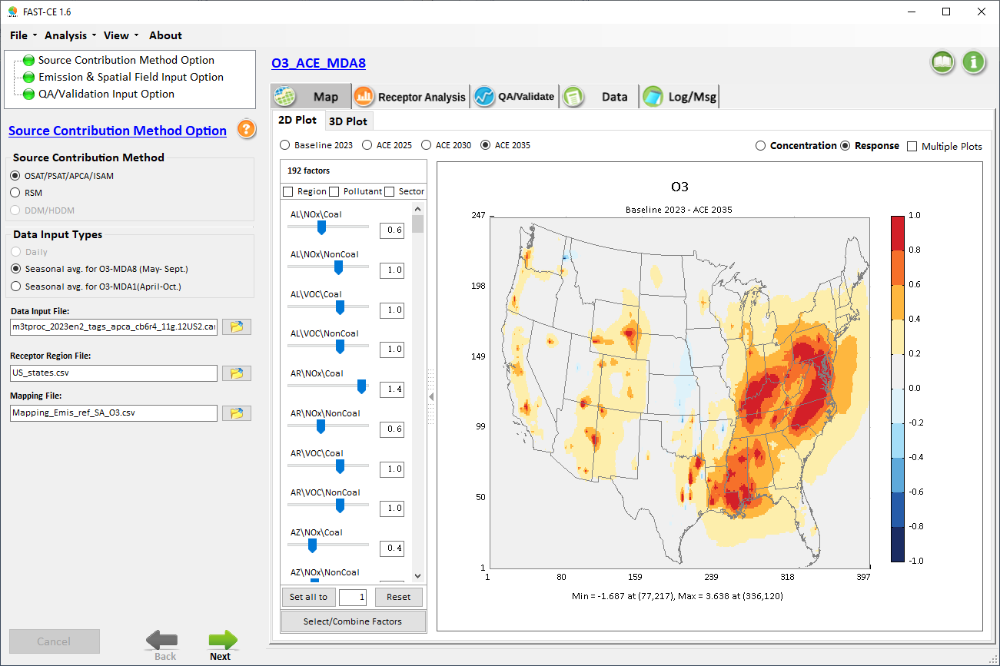 FAST-CE 1.6
File Analysis View About
Source Contribution Method Option
Emission & Spatial Field Input Option
QA/Validation Input Option
Source Contribution Method Option
Source Contribution Method
OSAT/PSAT/APCA/ISAM
RSM
DDM/HDDM
Data Input Types
Daily
Seasonal avg. for O3-MDA8 (May- Sept.)
Seasonal avg. for O3-MDA1(April-Oct.)
Data Input File:
m3tproc_2023en2_tags_apca_cb6r4_11g.12US2.ca
Receptor Region File:
US_states.csv
Mapping File:
Mapping_Emis_ref_SA_O3.csv
Cancel
Back
Next
O3_ACE_MDA8
Map Receptor Analysis QA/Validate Data Log/Msg
2D Plot 3D Plot
Baseline 2023 ACE 2025 ACE 2030 ACE 2035
Concentration Response Multiple Plots
192 factors
Region Pollutant Sector
AL\NOx\Coal
0.6
AL\NOx\NonCoal
1.0
AL\VOC\Coal
1.0
AL\VOC\NonCoal
1.0
AR\NOx\Coal
1.4
AR\NOx\NonCoal
0.6
AR\VOC\Coal
1.0
AR\VOC\NonCoal
1.0
AZ\NOx\Coal
0.4
AZ\NOx\NonCoal
Set all to 1 Reset
Select/Combine Factors
O3
Baseline 2023 - ACE 2035
247
198
149
99
50
1
1 80 159 239 318 397
Min = -1.687 at (77,217), Max = 3.638 at (336,120)
1.0
0.8
0.6
0.4
0.2
0.0
-0.2
-0.4
-0.6
-0.8
-1.0